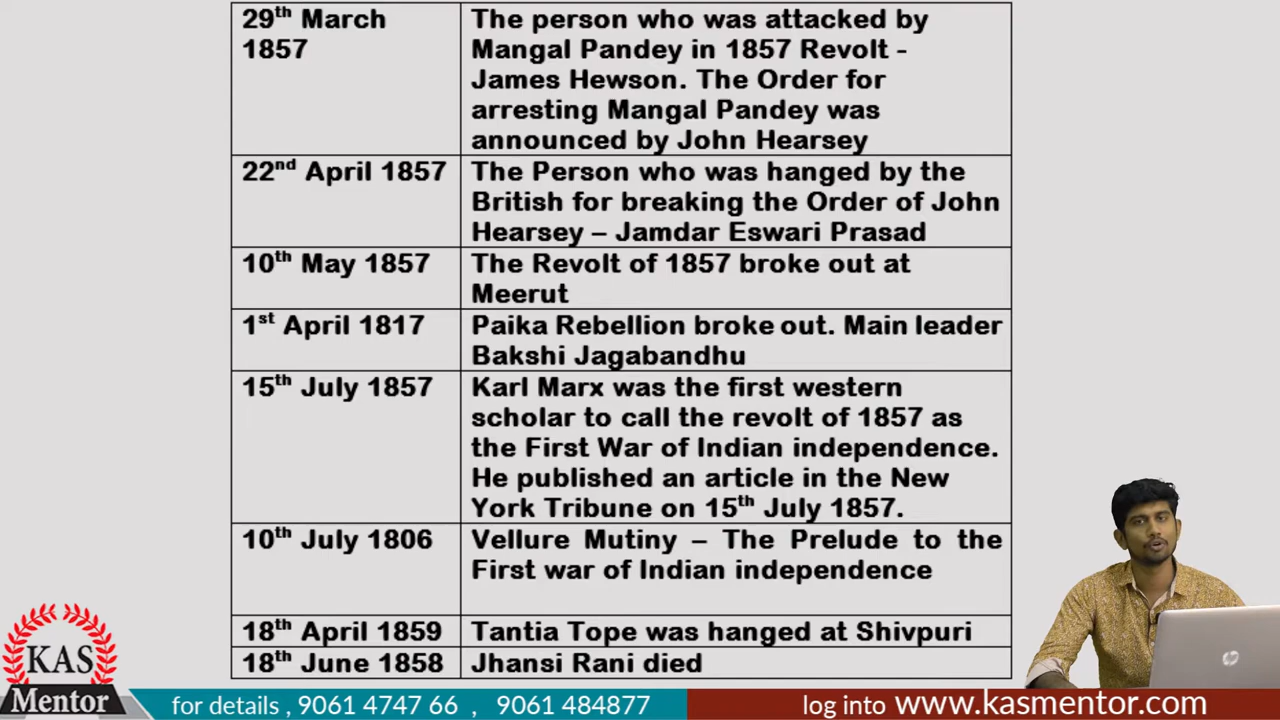 29th March
1857
The person who was attacked by
Mangal Pandey in 1857 Revolt -
James Hewson. The Order for
arresting Mangal Pandey was
announced by John Hearsey
22nd April 1857
The Person who was hanged by the
British for breaking the Order of John
Hearsey – Jamdar Eswari Prasad
10th May 1857
The Revolt of 1857 broke out at
Meerut
1st April 1817
Paika Rebellion broke out. Main leader
Bakshi Jagabandhu
15th July 1857
Karl Marx was the first western
scholar to call the revolt of 1857 as
the First War of Indian independence.
He published an article in the New
York Tribune on 15th July 1857.
10th July 1806
Vellure Mutiny – The Prelude to the
First war of Indian independence
18th April 1859
Tantia Tope was hanged at Shivpuri
18th June 1858
Jhansi Rani died
KAS
Mentor
for details , 9061 4747 66 , 9061 484877
log into www.kasmentor.com
hp